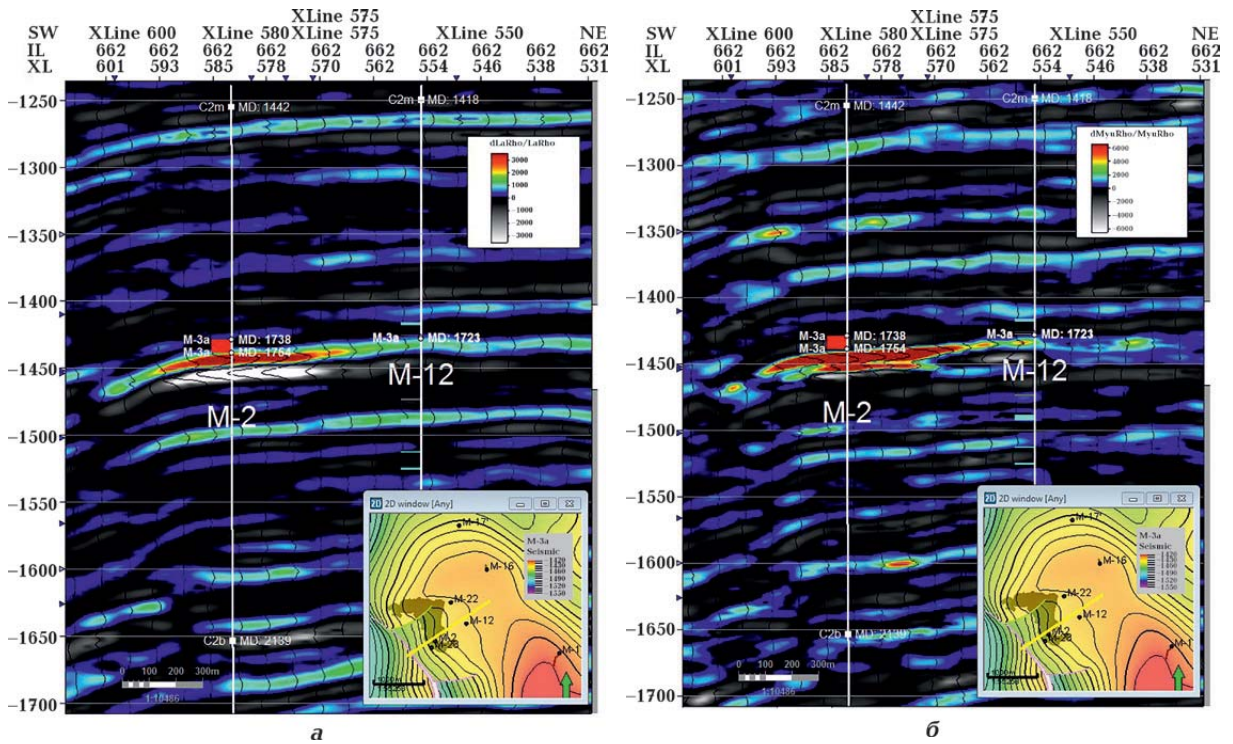 XLine 575
SW XLine 600 XLine 580 XLine 575 XLine 550 NE
IL 662 662 662 662 662 662 662 662 662 662
XL 601 593 585 578 570 562 554 546 538 531
C2m MD: 1442
C2m MD: 1418
−1250
−1300
−1350
−1400
−1450
−1500
−1550
−1600
−1650
−1700
dLaRho/LaRho
3000
2000
1000
0
−1000
−2000
−3000
M-3a MD: 1738
M-3a MD: 1754
M-3a MD: 1723
M-12
M-2
C2b MD: 2189
0 100 200 300m
1:10486
2D window [Any]
M-3a
Seismic
M-17
M-16
M-22
M-12
M-1
а
XLine 575
SW XLine 600 XLine 580 XLine 575 XLine 550 NE
IL 662 662 662 662 662 662 662 662 662 662
XL 601 593 585 578 570 562 554 546 538 531
C2m MD: 1442
C2m MD: 1418
−1250
−1300
−1350
−1400
−1450
−1500
−1550
−1600
−1650
−1700
dMyuRho/MyuRho
6000
4000
2000
0
−2000
−4000
−6000
M-3a MD: 1738
M-3a MD: 1754
M-3a MD: 1723
M-12
M-2
C2b MD: 2189
0 100 200 300m
1:10486
2D window [Any]
M-3a
Seismic
M-17
M-16
M-22
M-12
M-1
б